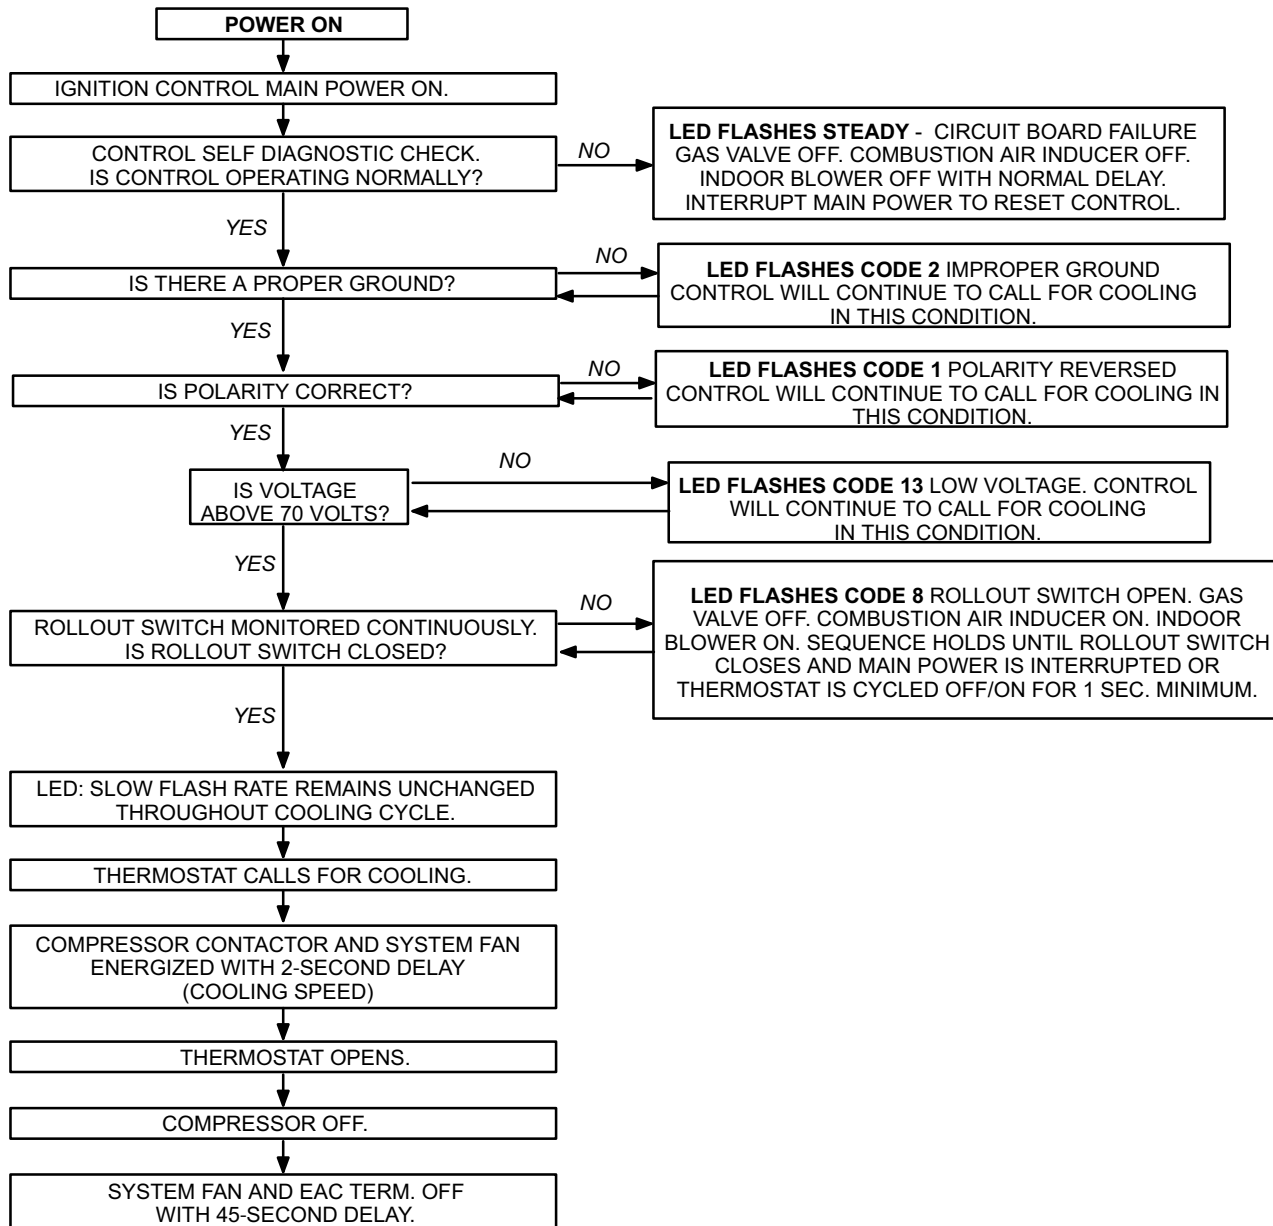 POWER ON
IGNITION CONTROL MAIN POWER ON.
CONTROL SELF DIAGNOSTIC CHECK.
IS CONTROL OPERATING NORMALLY?
NO
LED FLASHES STEADY - CIRCUIT BOARD FAILURE
GAS VALVE OFF. COMBUSTION AIR INDUCER OFF.
INDOOR BLOWER OFF WITH NORMAL DELAY.
INTERRUPT MAIN POWER TO RESET CONTROL.
YES
IS THERE A PROPER GROUND?
NO
LED FLASHES CODE 2 IMPROPER GROUND
CONTROL WILL CONTINUE TO CALL FOR COOLING
IN THIS CONDITION.
YES
IS POLARITY CORRECT?
NO
LED FLASHES CODE 1 POLARITY REVERSED
CONTROL WILL CONTINUE TO CALL FOR COOLING IN
THIS CONDITION.
YES
IS VOLTAGE
ABOVE 70 VOLTS?
NO
LED FLASHES CODE 13 LOW VOLTAGE. CONTROL
WILL CONTINUE TO CALL FOR COOLING
IN THIS CONDITION.
YES
ROLLOUT SWITCH MONITORED CONTINUOUSLY.
IS ROLLOUT SWITCH CLOSED?
NO
LED FLASHES CODE 8 ROLLOUT SWITCH OPEN. GAS
VALVE OFF. COMBUSTION AIR INDUCER ON. INDOOR
BLOWER ON. SEQUENCE HOLDS UNTIL ROLLOUT SWITCH
CLOSES AND MAIN POWER IS INTERRUPTED OR
THERMOSTAT IS CYCLED OFF/ON FOR 1 SEC. MINIMUM.
YES
LED: SLOW FLASH RATE REMAINS UNCHANGED
THROUGHOUT COOLING CYCLE.
THERMOSTAT CALLS FOR COOLING.
COMPRESSOR CONTACTOR AND SYSTEM FAN
ENERGIZED WITH 2-SECOND DELAY
(COOLING SPEED)
THERMOSTAT OPENS.
COMPRESSOR OFF.
SYSTEM FAN AND EAC TERM. OFF
WITH 45-SECOND DELAY.